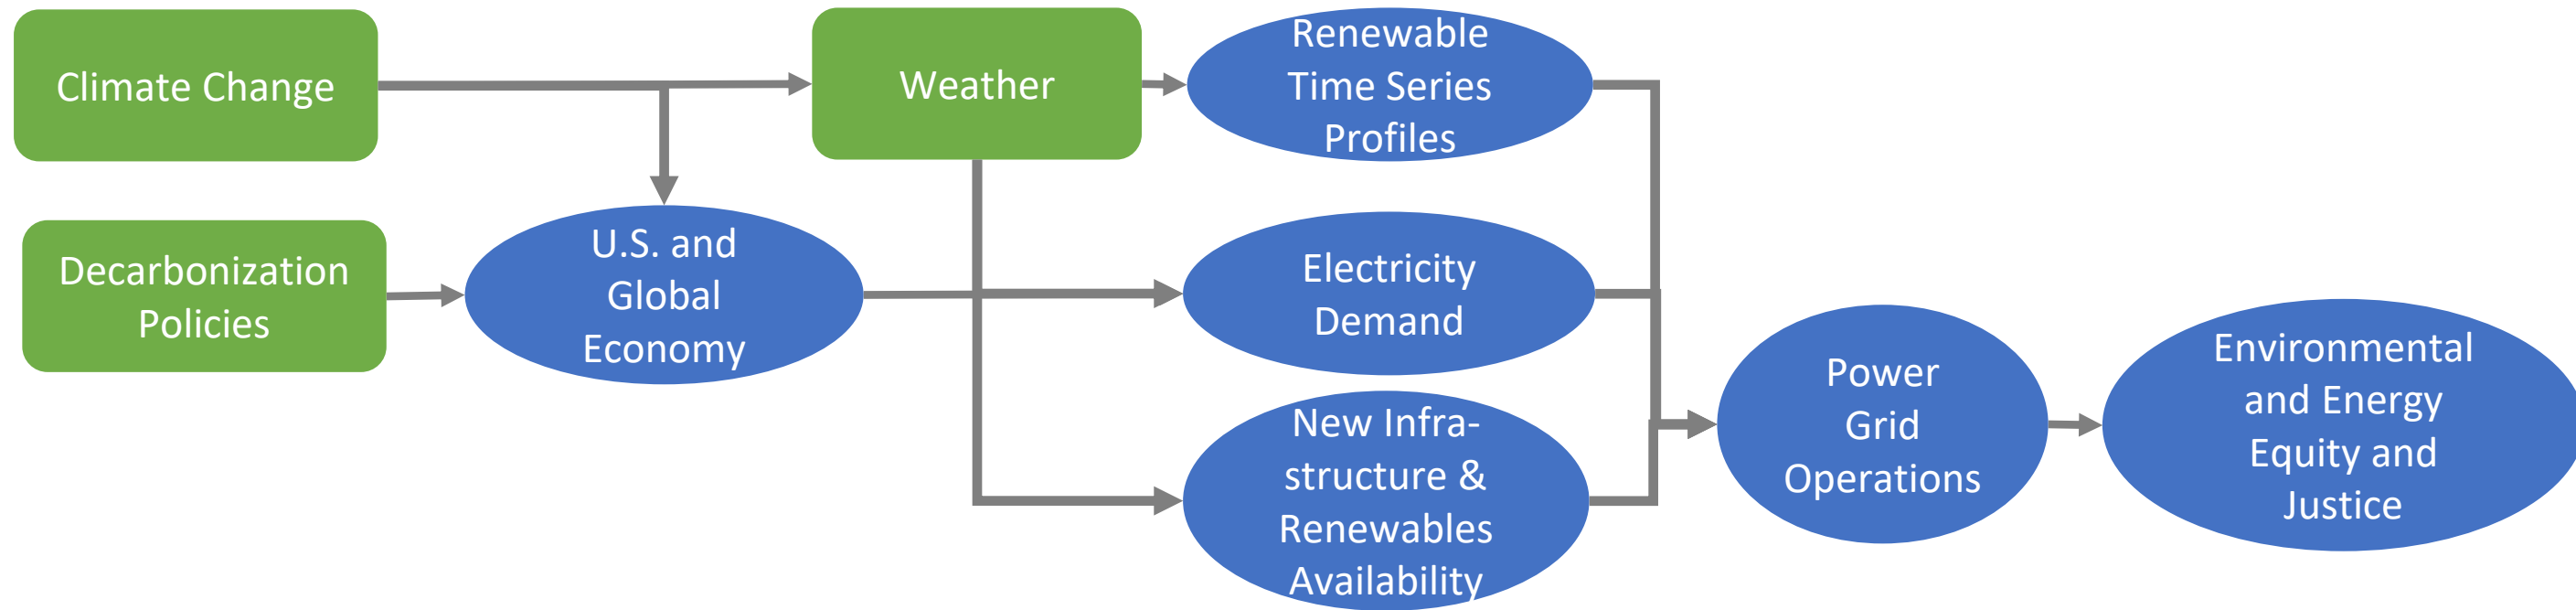 Climate Change
Weather
Renewable
Time Series
Profiles
Decarbonization
Policies
U.S. and
Global
Economy
Electricity
Demand
New Infra-
structure &
Renewables
Availability
Power
Grid
Operations
Environmental
and Energy
Equity and
Justice